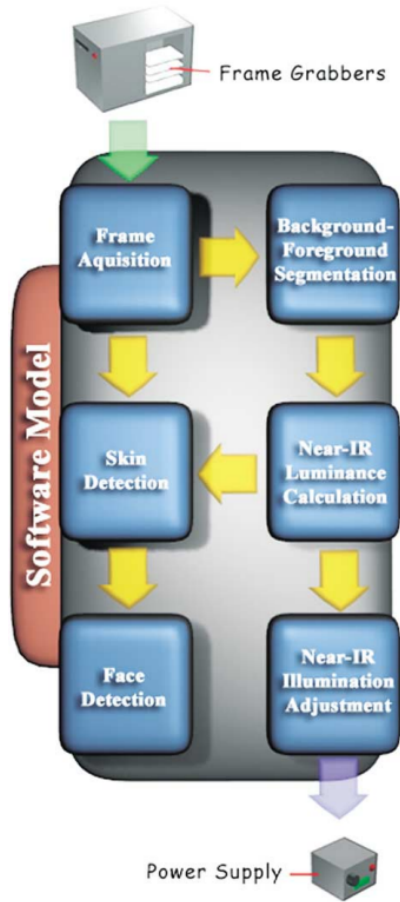 Frame Grabbers
Frame
Aquisition
Background-
Foreground
Segmentation
Software Model
Skin
Detection
Near-IR
Luminance
Calculation
Face
Detection
Near-IR
Illumination
Adjustment
Power Supply